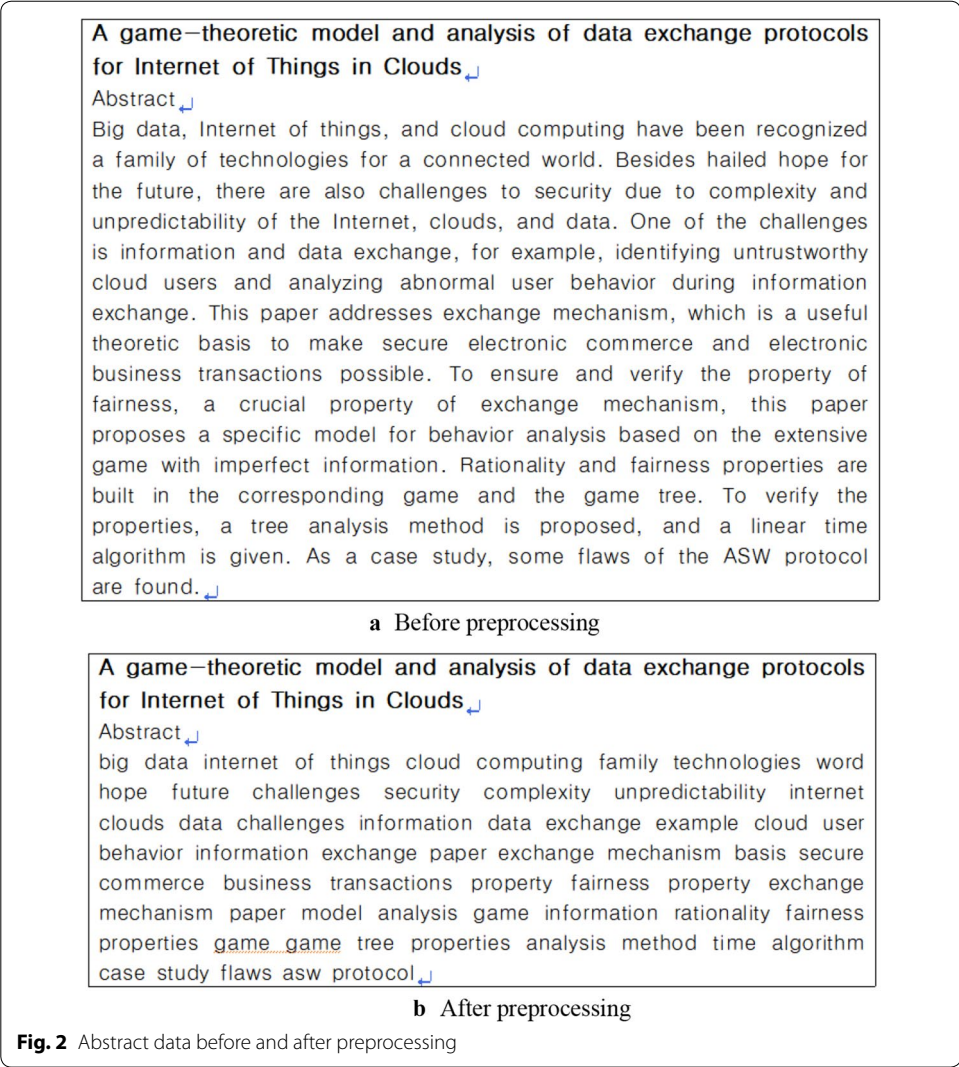 A game-theoretic model and analysis of data exchange protocols
for Internet of Things in Clouds
Abstract
Big data, Internet of things, and cloud computing have been recognized
a family of technologies for a connected world. Besides hailed hope for
the future, there are also challenges to security due to complexity and
unpredictability of the Internet, clouds, and data. One of the challenges
is information and data exchange, for example, identifying untrustworthy
cloud users and analyzing abnormal user behavior during information
exchange. This paper addresses exchange mechanism, which is a useful
theoretic basis to make secure electronic commerce and electronic
business transactions possible. To ensure and verify the property of
fairness, a crucial property of exchange mechanism, this paper
proposes a specific model for behavior analysis based on the extensive
game with imperfect information. Rationality and fairness properties are
built in the corresponding game and the game tree. To verify the
properties, a tree analysis method is proposed, and a linear time
algorithm is given. As a case study, some flaws of the ASW protocol
are found.
a Before preprocessing
A game-theoretic model and analysis of data exchange protocols
for Internet of Things in Clouds
Abstract
big data internet of things cloud computing family technologies word
hope future challenges security complexity unpredictability internet
clouds data challenges information data exchange example cloud user
behavior information exchange paper exchange mechanism basis secure
commerce business transactions property fairness property exchange
mechanism paper model analysis game information rationality fairness
properties game game tree properties analysis method time algorithm
case study flaws asw protocol
b After preprocessing
Fig. 2 Abstract data before and after preprocessing